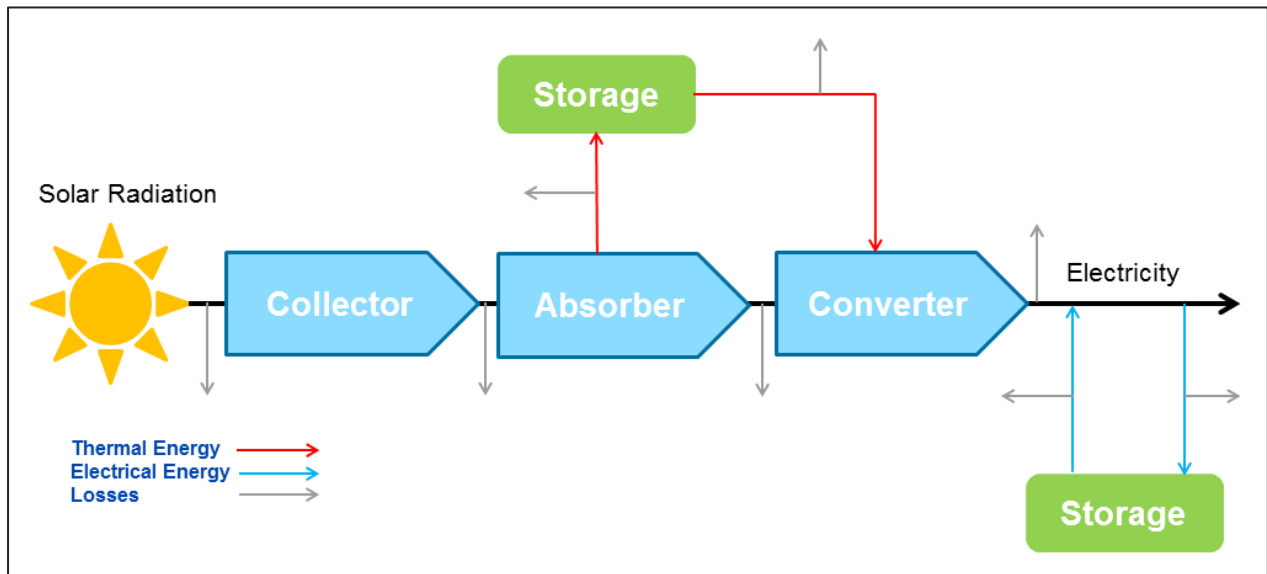 Storage
Solar Radiation
Collector
Absorber
Converter
Electricity
Thermal Energy
Electrical Energy
Losses
Storage